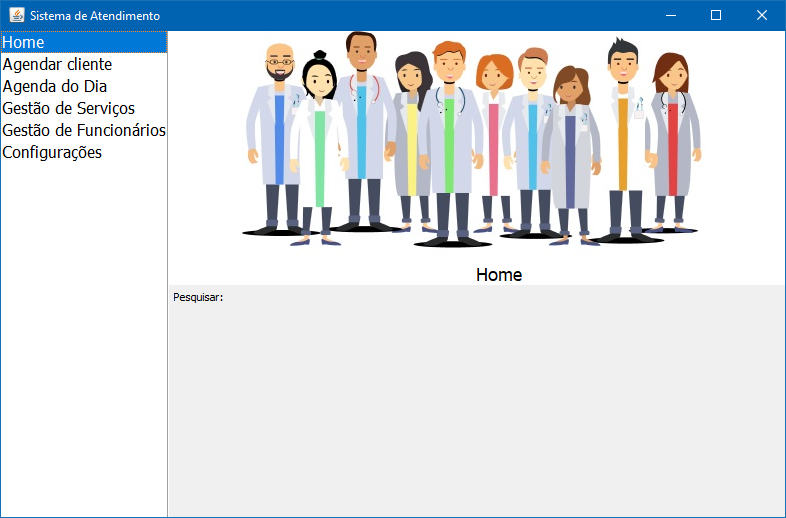 Sistema de Atendimento
Home
Agendar cliente
Agenda do Dia
Gestão de Serviços
Gestão de Funcionários
Configurações
Home
Pesquisar: